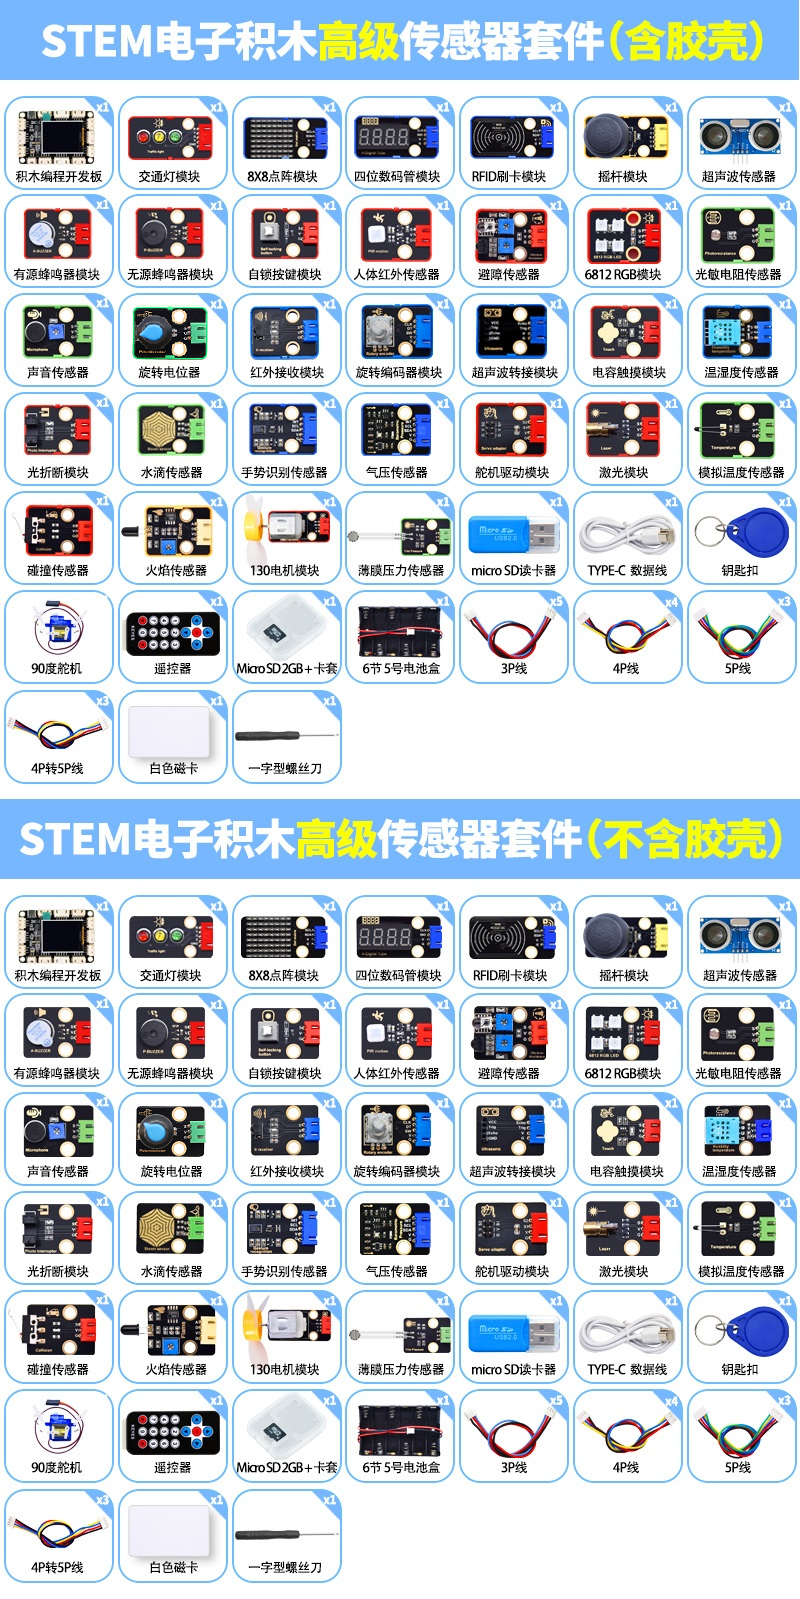 STEM电子积木高级传感器套件(含胶壳)
x1 x1 x1 x1 x1 x1 x1
积木编程开发板 交通灯模块 8X8点阵模块 四位数码管模块 RFID刷卡模块 摇杆模块 超声波传感器
x1 x1 x1 x1 x1 x1 x1
有源蜂鸣器模块 无源蜂鸣器模块 自锁按键模块 人体红外传感器 避障传感器 6812 RGB模块 光敏电阻传感器
x1 x1 x1 x1 x1 x1 x1
声音传感器 旋转电位器 红外接收模块 旋转编码器模块 超声波转接模块 电容触摸模块 温湿度传感器
x1 x1 x1 x1 x1 x1 x1
光折断模块 水滴传感器 手势识别传感器 气压传感器 舵机驱动模块 激光模块 模拟温度传感器
x1 x1 x1 x1 x1 x1 x1
碰撞传感器 火焰传感器 130电机模块 薄膜压力传感器 micro SD读卡器 TYPE-C 数据线 钥匙扣
x1 x1 x1 x1 x5 x4 x3
90度舵机 遥控器 Micro SD 2GB＋卡套 6节 5号电池盒 3P线 4P线 5P线
x3 x1 x1
4P转5P线 白色磁卡 一字型螺丝刀
STEM电子积木高级传感器套件(不含胶壳)
x1 x1 x1 x1 x1 x1 x1
积木编程开发板 交通灯模块 8X8点阵模块 四位数码管模块 RFID刷卡模块 摇杆模块 超声波传感器
x1 x1 x1 x1 x1 x1 x1
有源蜂鸣器模块 无源蜂鸣器模块 自锁按键模块 人体红外传感器 避障传感器 6812 RGB模块 光敏电阻传感器
x1 x1 x1 x1 x1 x1 x1
声音传感器 旋转电位器 红外接收模块 旋转编码器模块 超声波转接模块 电容触摸模块 温湿度传感器
x1 x1 x1 x1 x1 x1 x1
光折断模块 水滴传感器 手势识别传感器 气压传感器 舵机驱动模块 激光模块 模拟温度传感器
x1 x1 x1 x1 x1 x1 x1
碰撞传感器 火焰传感器 130电机模块 薄膜压力传感器 micro SD读卡器 TYPE-C 数据线 钥匙扣
x1 x1 x1 x1 x5 x4 x3
90度舵机 遥控器 Micro SD 2GB＋卡套 6节 5号电池盒 3P线 4P线 5P线
x3 x1 x1
4P转5P线 白色磁卡 一字型螺丝刀